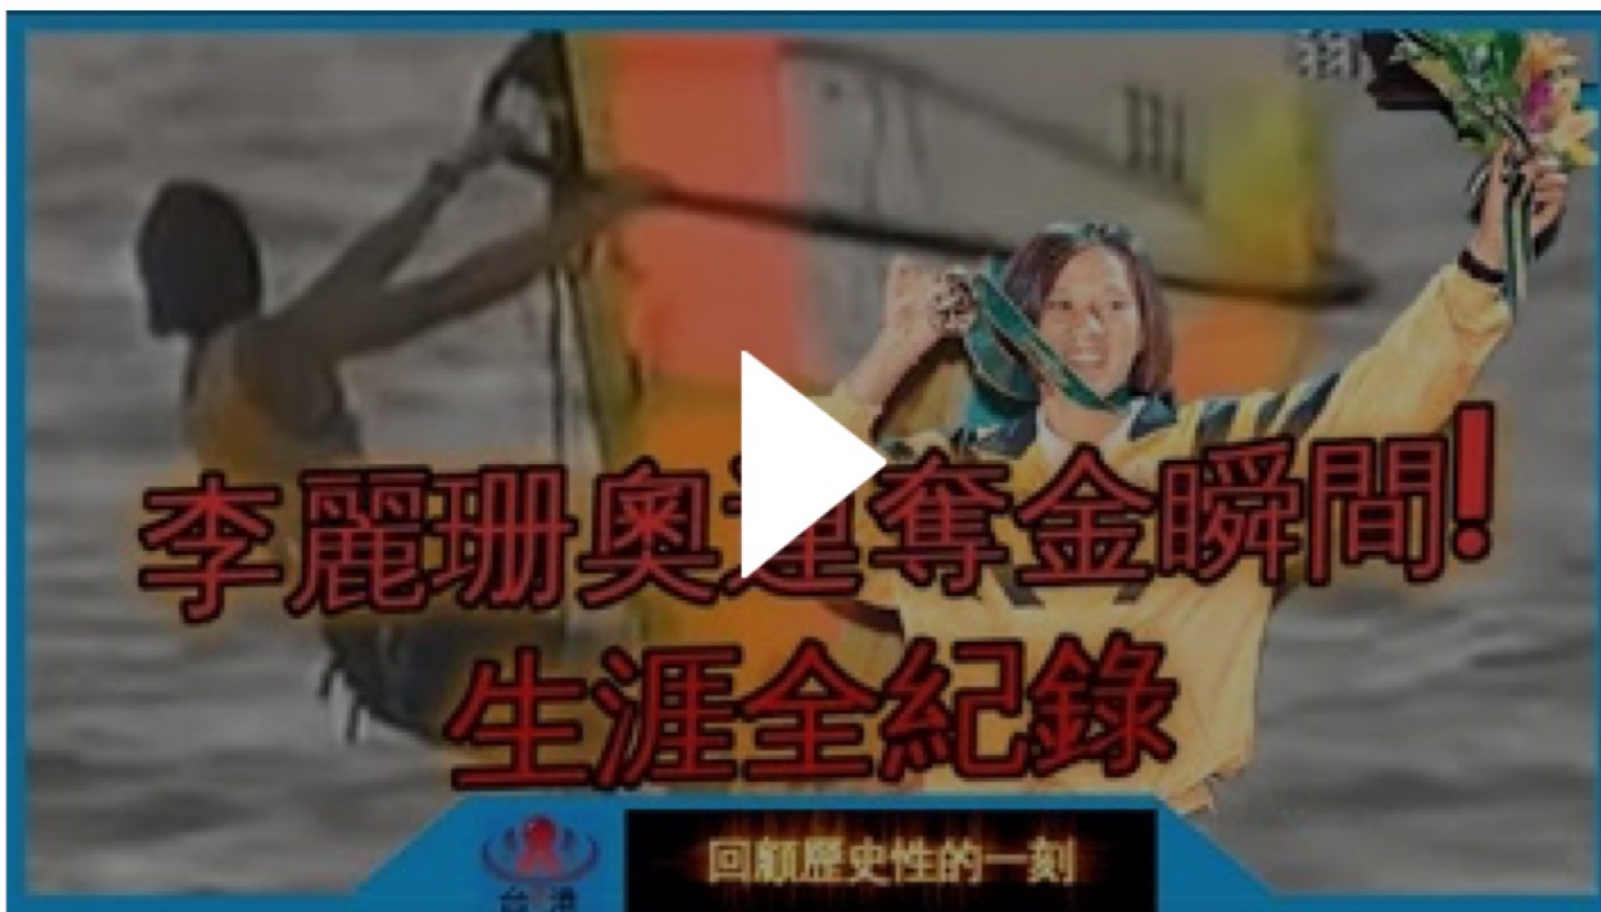 李麗珊奧運奪金瞬間!
生涯全紀錄
回顧歷史性的一刻